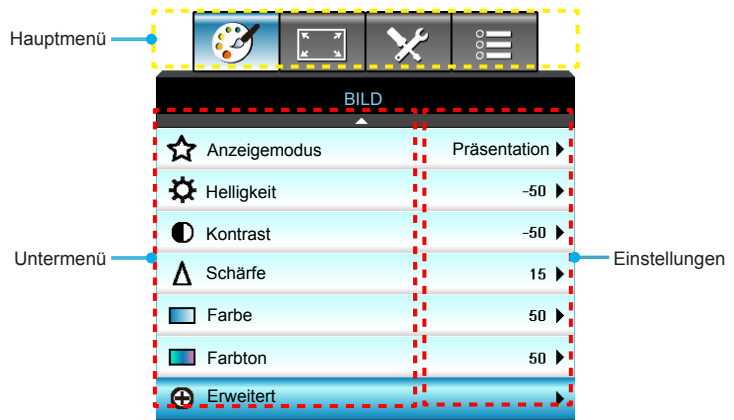 Hauptmenü
BILD
Anzeigemodus Präsentation
Helligkeit -50
Kontrast -50
Untermenü
Einstellungen
Schärfe 15
Farbe 50
Farbton 50
Erweitert